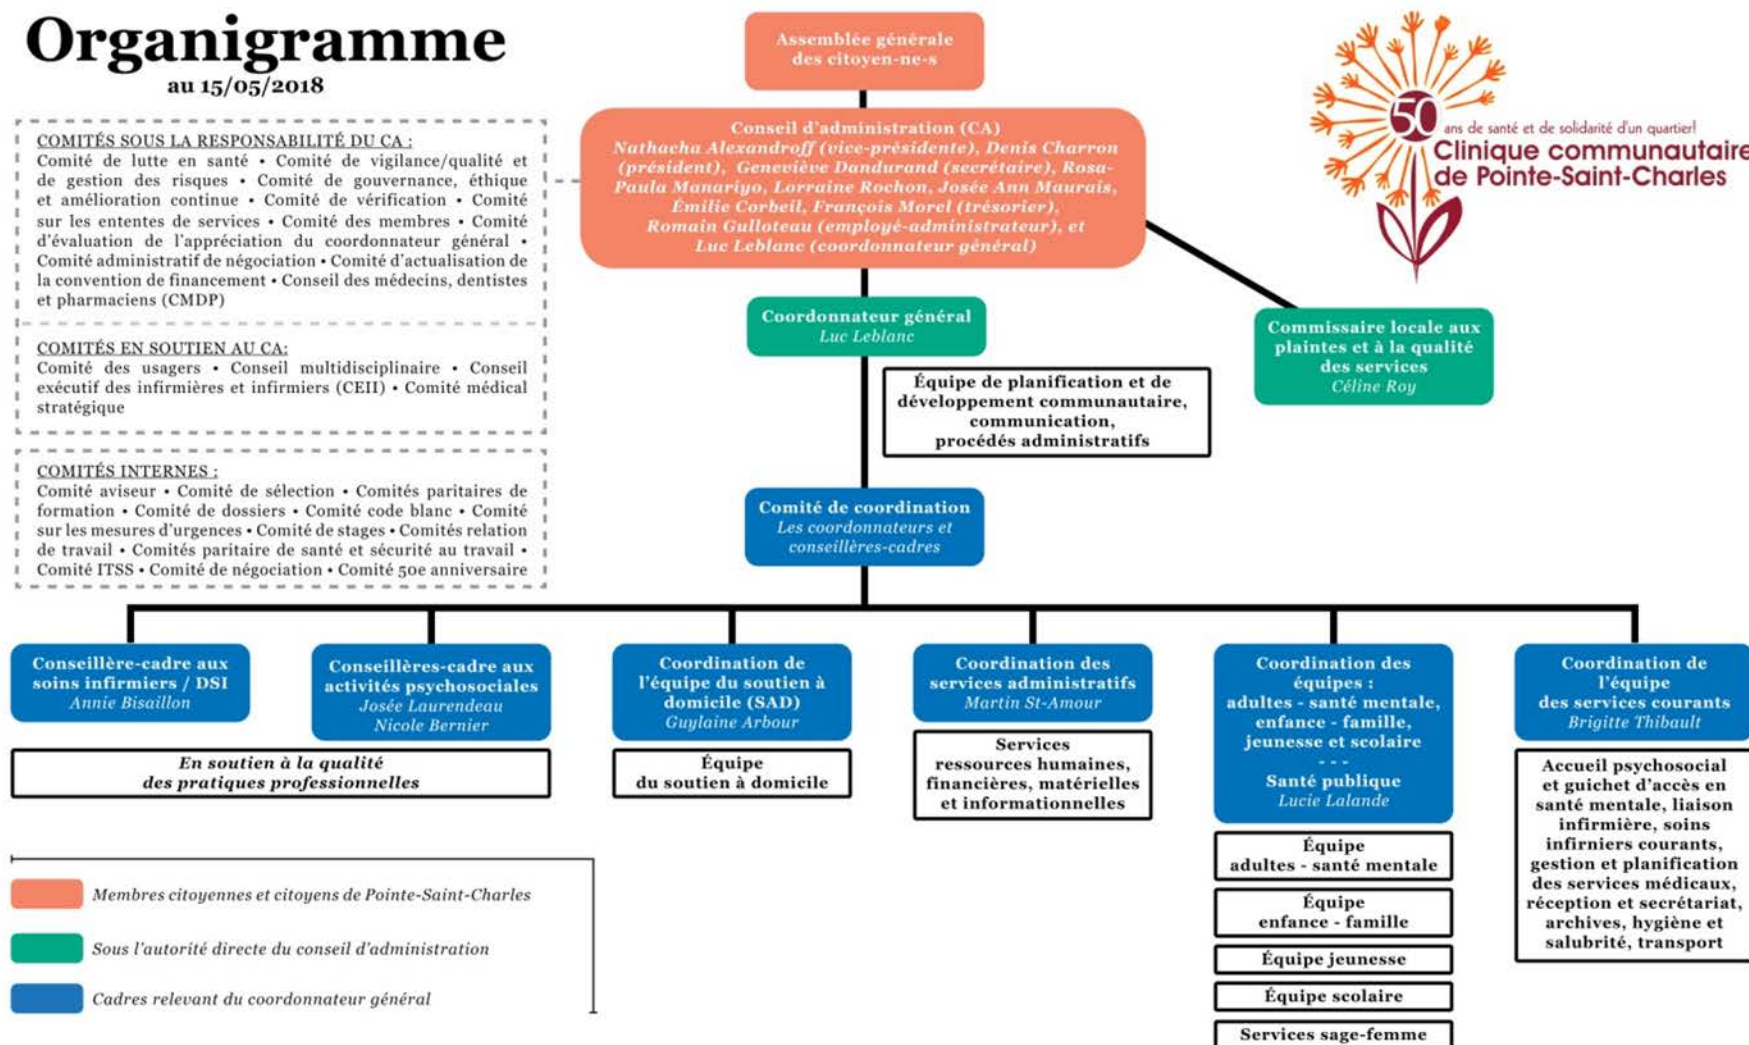 Organigramme
au 15/05/2018
COMITÉS SOUS LA RESPONSABILITÉ DU CA :
Comité de lutte en santé • Comité de vigilance/qualité et
de gestion des risques • Comité de gouvernance, éthique
et amélioration continue • Comité de vérification • Comité
sur les ententes de services • Comité des membres • Comité
d'évaluation de l'appréciation du coordonnateur général •
Comité administratif de négociation • Comité d'actualisation de
la convention de financement • Conseil des médecins, dentistes
et pharmaciens (CMDP)
COMITÉS EN SOUTIEN AU CA:
Comité des usagers • Conseil multidisciplinaire • Conseil
exécutif des infirmières et infirmiers (CEII) • Comité médical
stratégique
COMITÉS INTERNES :
Comité aviseur • Comité de sélection • Comités paritaires de
formation • Comité de dossiers • Comité code blanc • Comité
sur les mesures d'urgences • Comité de stages • Comités relation
de travail • Comités paritaire de santé et sécurité au travail •
Comité ITSS • Comité de négociation • Comité 50e anniversaire
Assemblée générale
des citoyen-ne-s
Conseil d'administration (CA)
Nathacha Alexandroff (vice-présidente), Denis Charron
(président), Geneviève Dandurand (secrétaire), Rosa-
Paula Manariyo, Lorraine Rochon, Josée Ann Maurais,
Émilie Corbeil, François Morel (trésorier),
Romain Gulloteau (employé-administrateur), et
Luc Leblanc (coordonnateur général)
50 ans de santé et de solidarité d'un quartier!
Clinique communautaire
de Pointe-Saint-Charles
Coordonnateur général
Luc Leblanc
Commissaire locale aux
plaintes et à la qualité
des services
Céline Roy
Équipe de planification et de
développement communautaire,
communication,
procédés administratifs
Comité de coordination
Les coordonnateurs et
conseillères-cadres
Conseillère-cadre aux
soins infirmiers / DSI
Annie Bisaillon
Conseillères-cadre aux
activités psychosociales
Josée Laurendeau
Nicole Bernier
En soutien à la qualité
des pratiques professionnelles
Coordination de
l'équipe du soutien à
domicile (SAD)
Guylaine Arbour
Équipe
du soutien à domicile
Coordination des
services administratifs
Martin St-Amour
Services
ressources humaines,
financières, matérielles
et informationnelles
Coordination des
équipes :
adultes - santé mentale,
enfance - famille,
jeunesse et scolaire
- - -
Santé publique
Lucie Lalande
Équipe
adultes - santé mentale
Équipe
enfance - famille
Équipe jeunesse
Équipe scolaire
Services sage-femme
Coordination de
l'équipe
des services courants
Brigitte Thibault
Accueil psychosocial
et guichet d'accès en
santé mentale, liaison
infirmière, soins
infirniers courants,
gestion et planification
des services médicaux,
réception et secrétariat,
archives, hygiène et
salubrité, transport
Membres citoyennes et citoyens de Pointe-Saint-Charles
Sous l'autorité directe du conseil d'administration
Cadres relevant du coordonnateur général